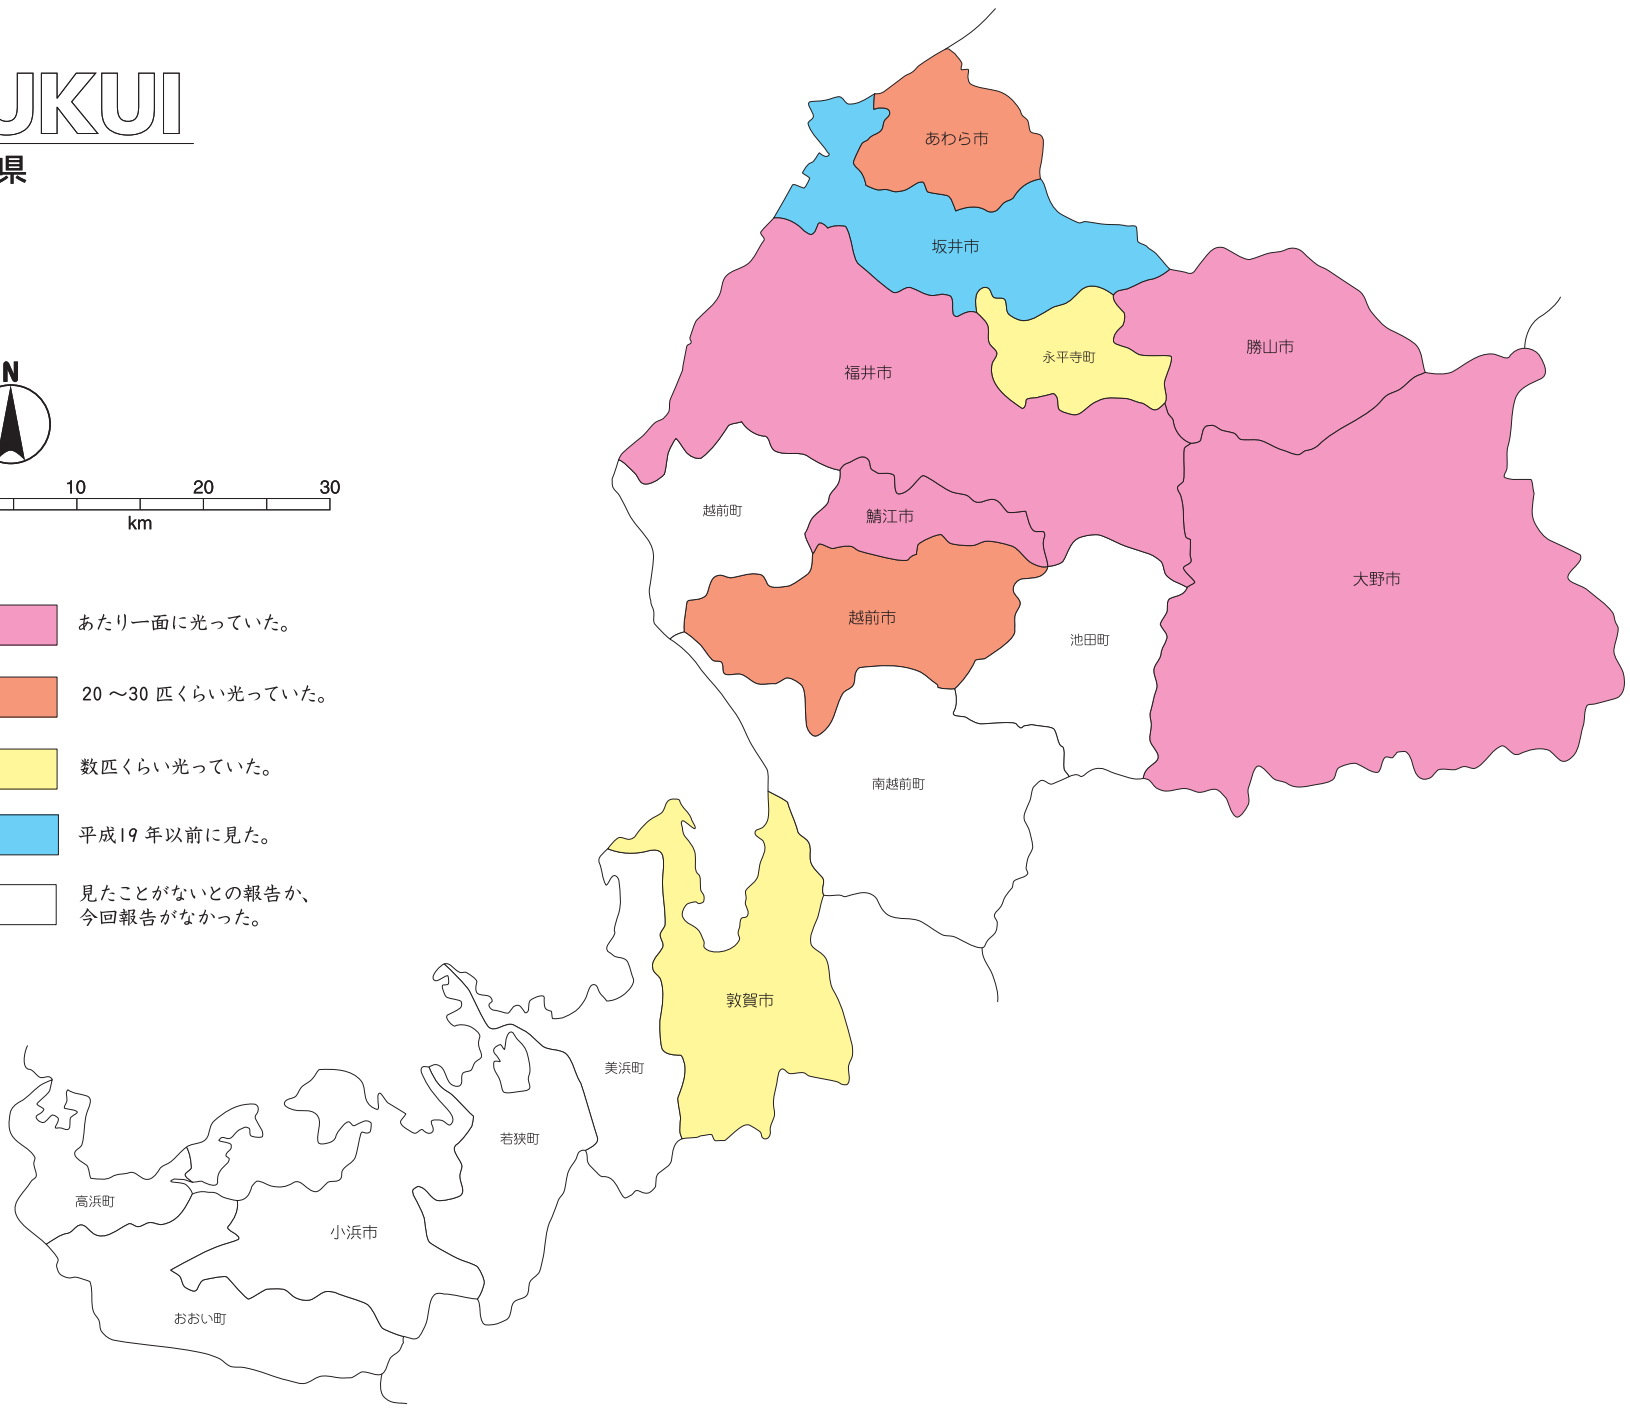 UKUI
県
N
10 20 30
km
あたり一面に光っていた。
20 ～30 匹くらい光っていた。
数匹くらい光っていた。
平成19 年以前に見た。
見たことがないとの報告か、
今回報告がなかった。
あわら市
坂井市
勝山市
永平寺町
福井市
越前町
鯖江市
大野市
越前市
池田町
南越前町
敦賀市
美浜町
若狭町
高浜町
小浜市
おおい町